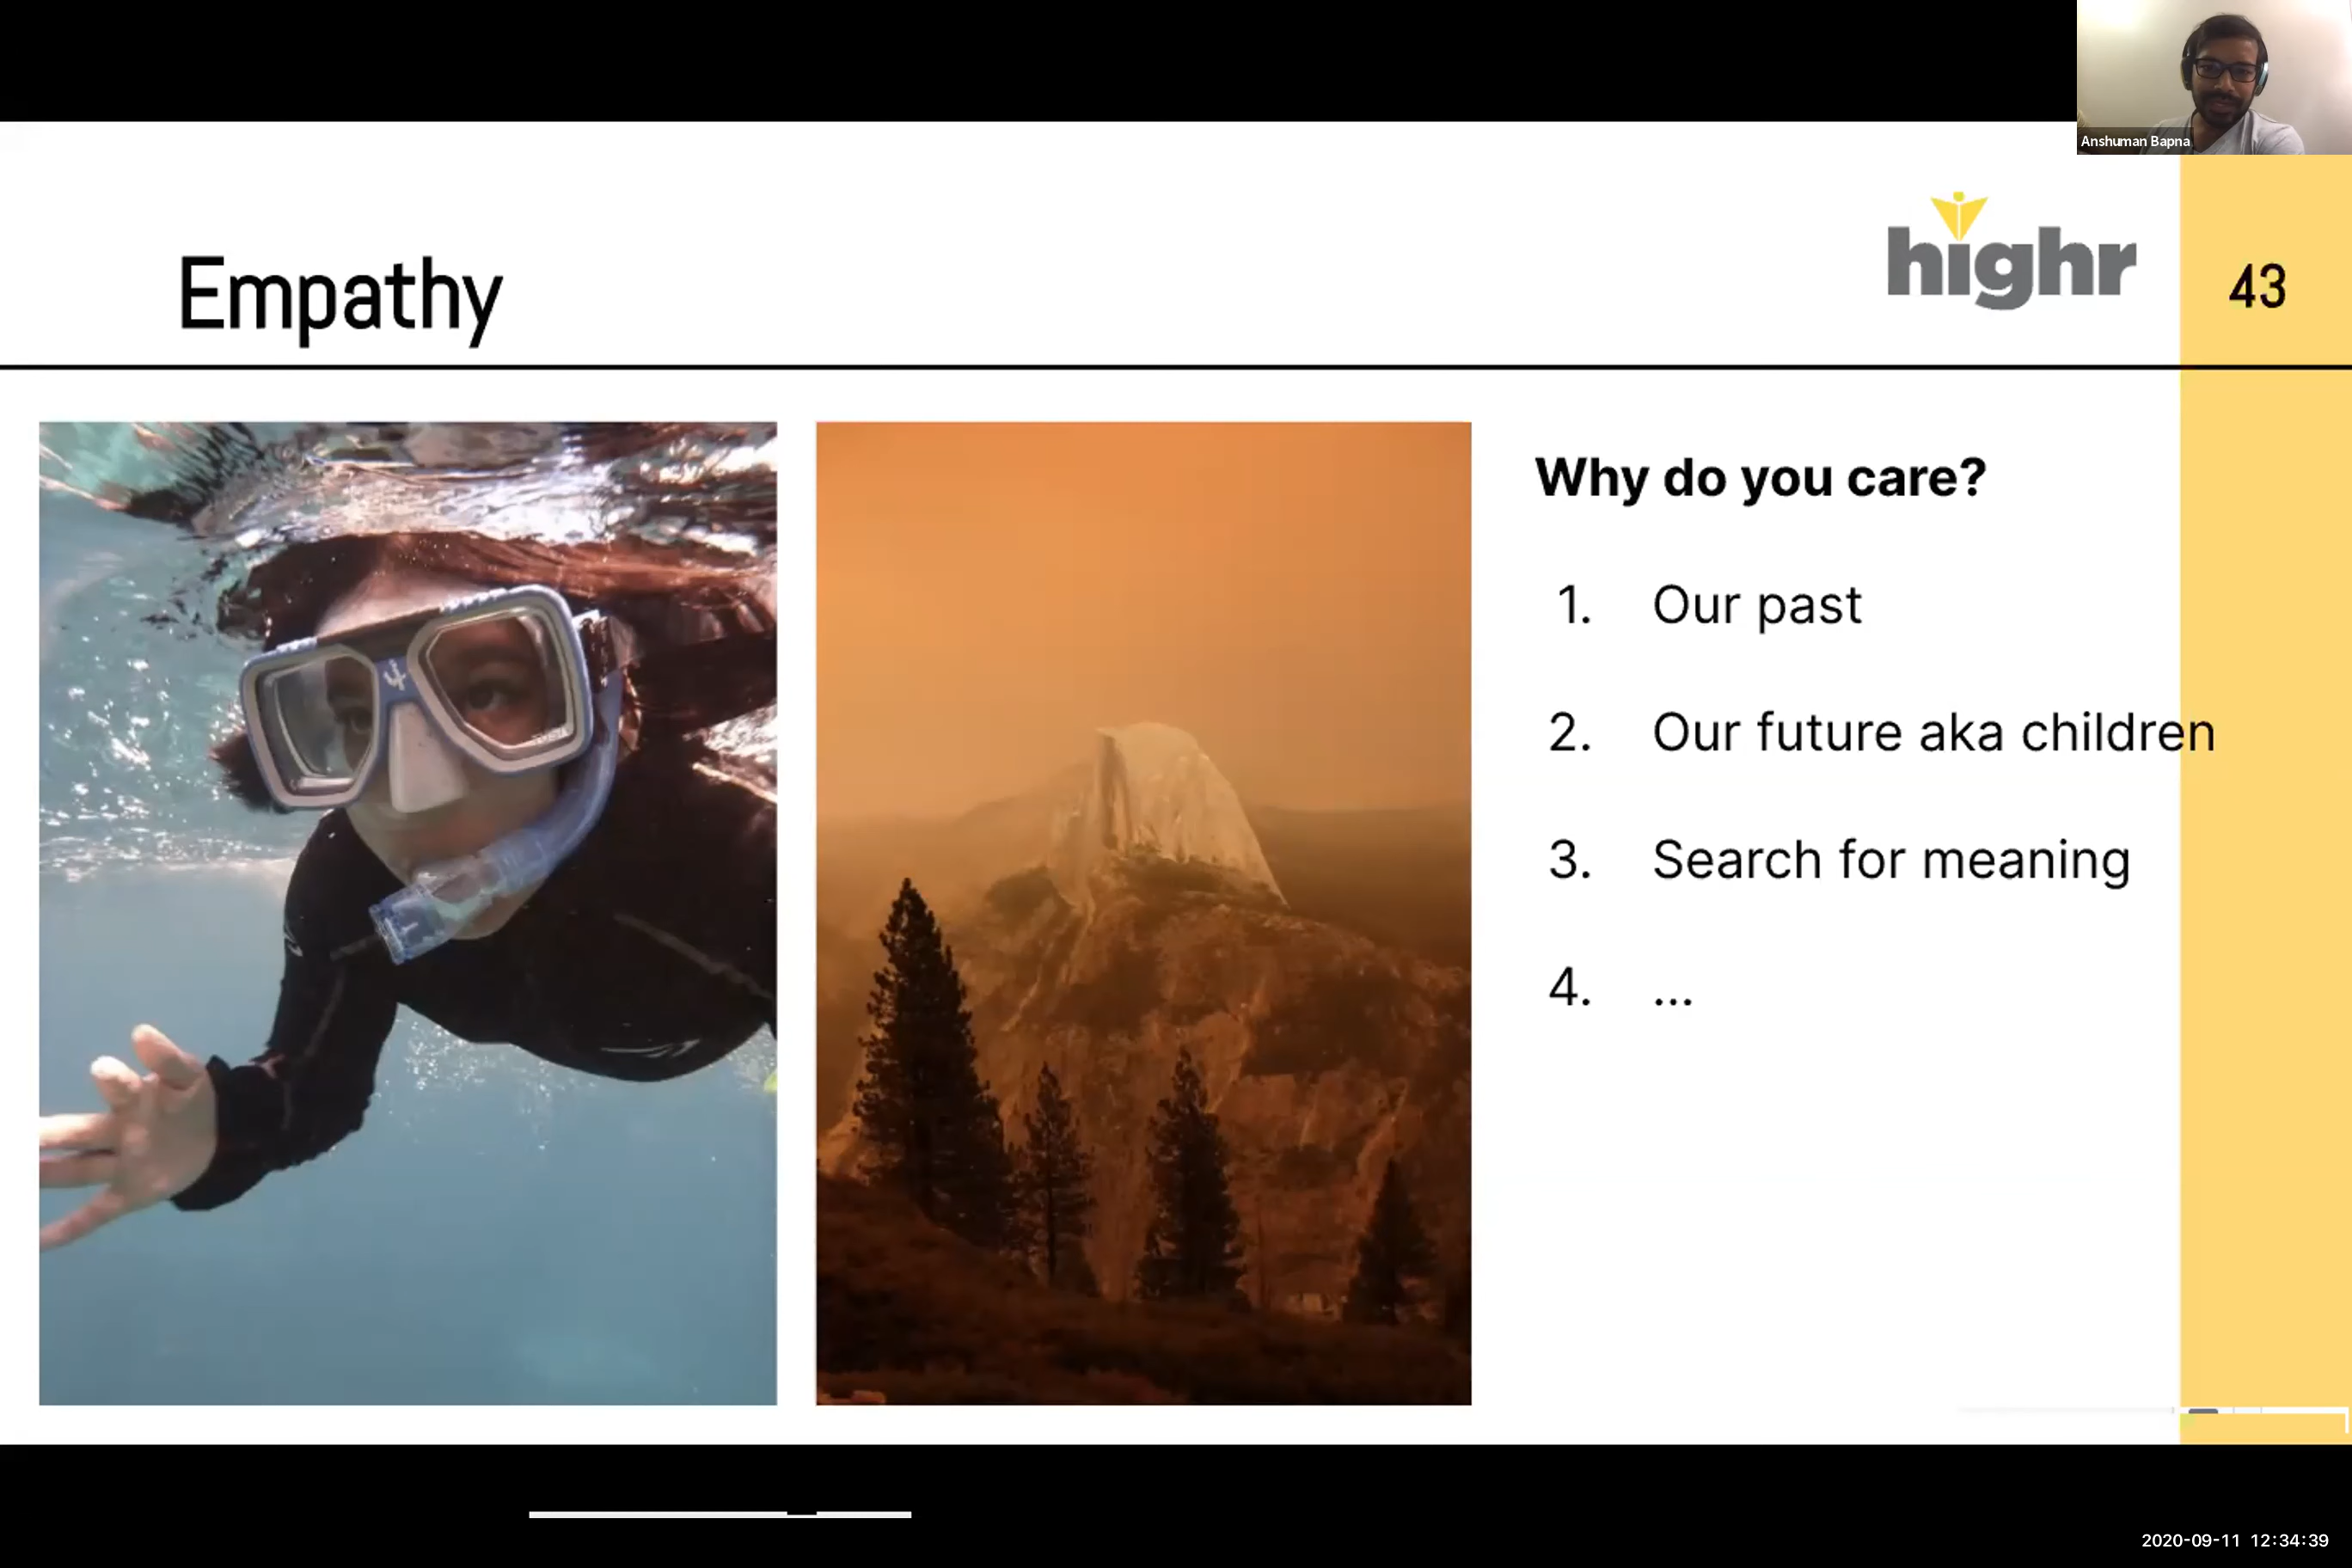 Anshuman Bapna
highr
43
Empathy
Why do you care?
1. Our past
2. Our future aka children
3. Search for meaning
4. ...
2020-09-11 12:34:39